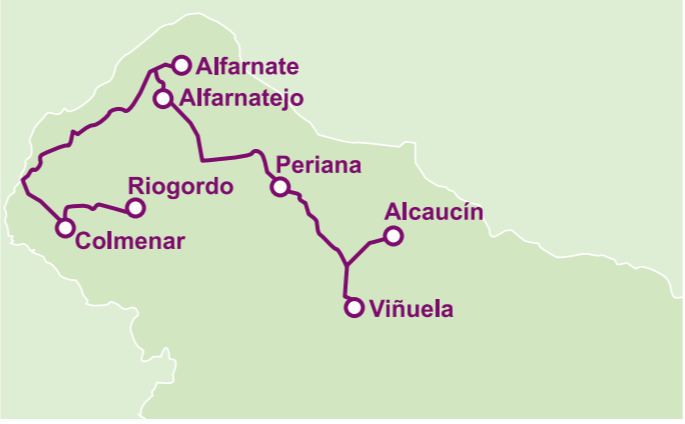 Alfarnate
Alfarnatejo
Periana
Riogordo
Alcaucín
Colmenar
Viñuela